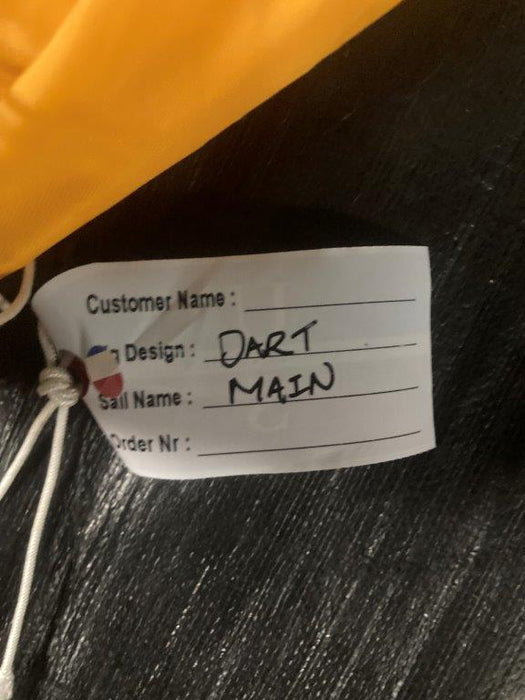 Customer Name :
Design : DART
Sail Name : MAIN
Order Nr :